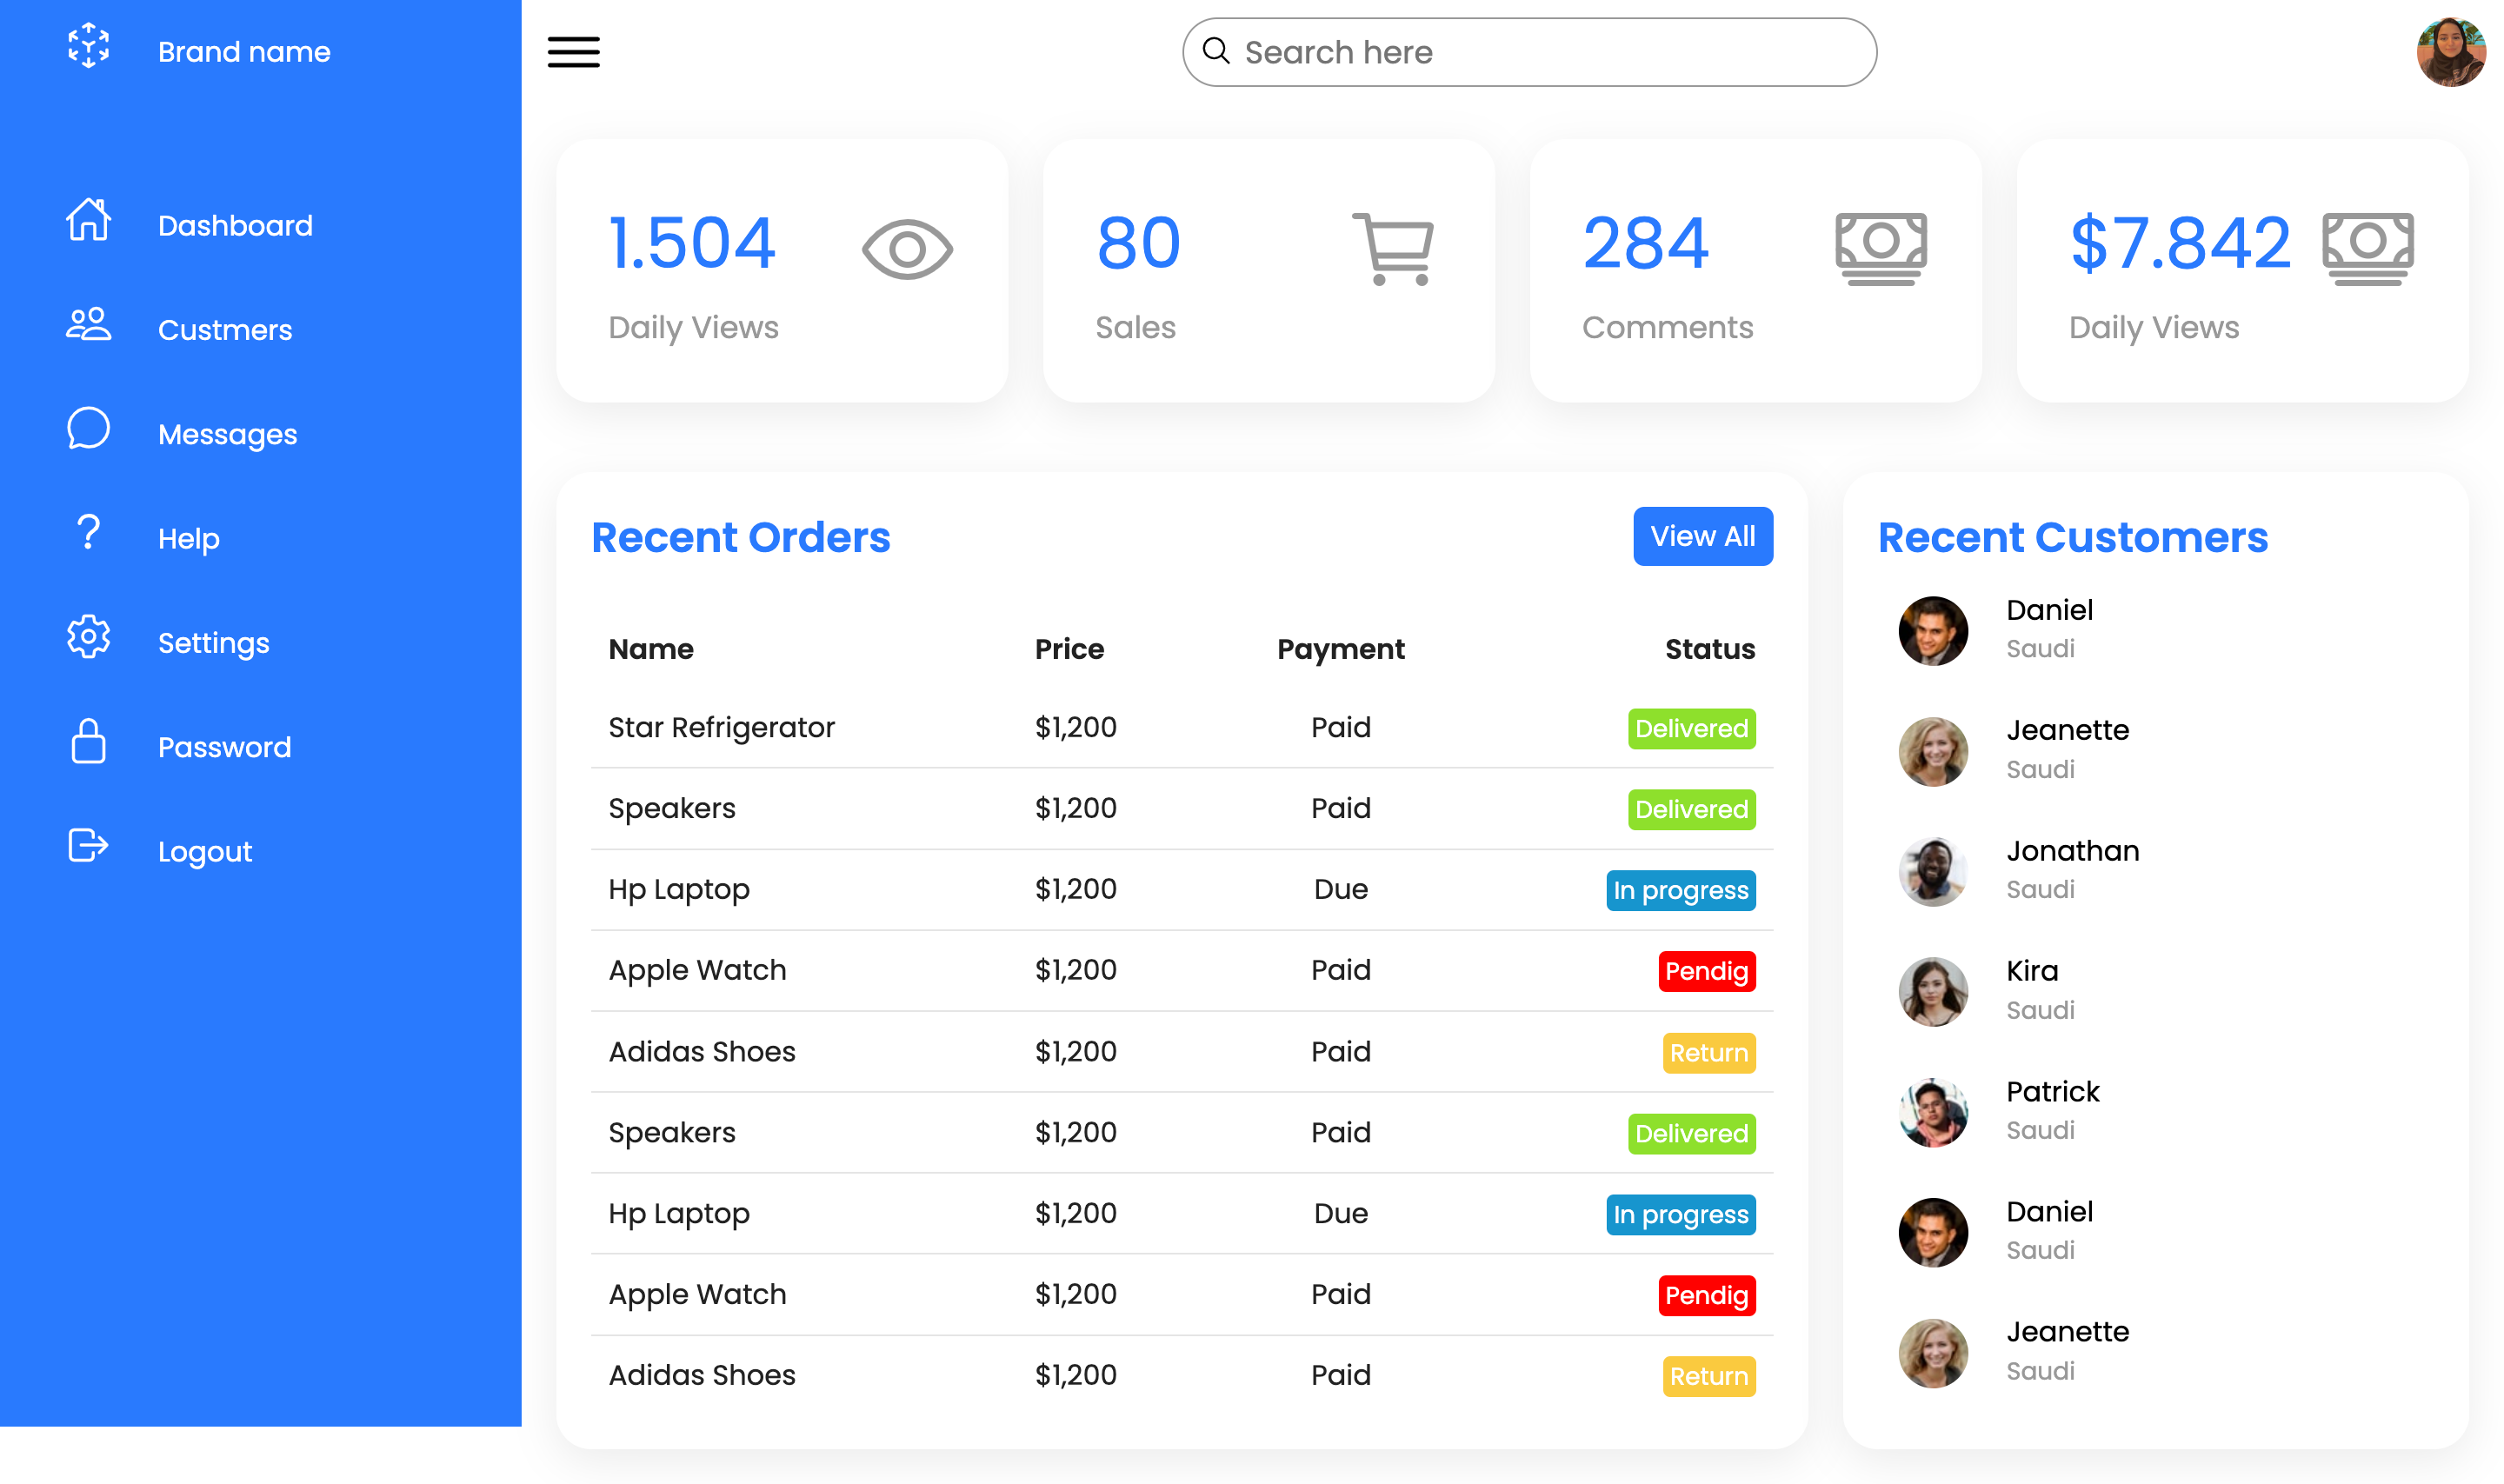 Brand name
Search here
Dashboard
Custmers
Messages
Help
Settings
Password
Logout
1.504
Daily Views
80
Sales
284
Comments
$7.842
Daily Views
Recent Orders
View All
Name Price Payment Status
Star Refrigerator $1,200 Paid Delivered
Speakers $1,200 Paid Delivered
Hp Laptop $1,200 Due In progress
Apple Watch $1,200 Paid Pendig
Adidas Shoes $1,200 Paid Return
Speakers $1,200 Paid Delivered
Hp Laptop $1,200 Due In progress
Apple Watch $1,200 Paid Pendig
Adidas Shoes $1,200 Paid Return
Recent Customers
Daniel
Saudi
Jeanette
Saudi
Jonathan
Saudi
Kira
Saudi
Patrick
Saudi
Daniel
Saudi
Jeanette
Saudi